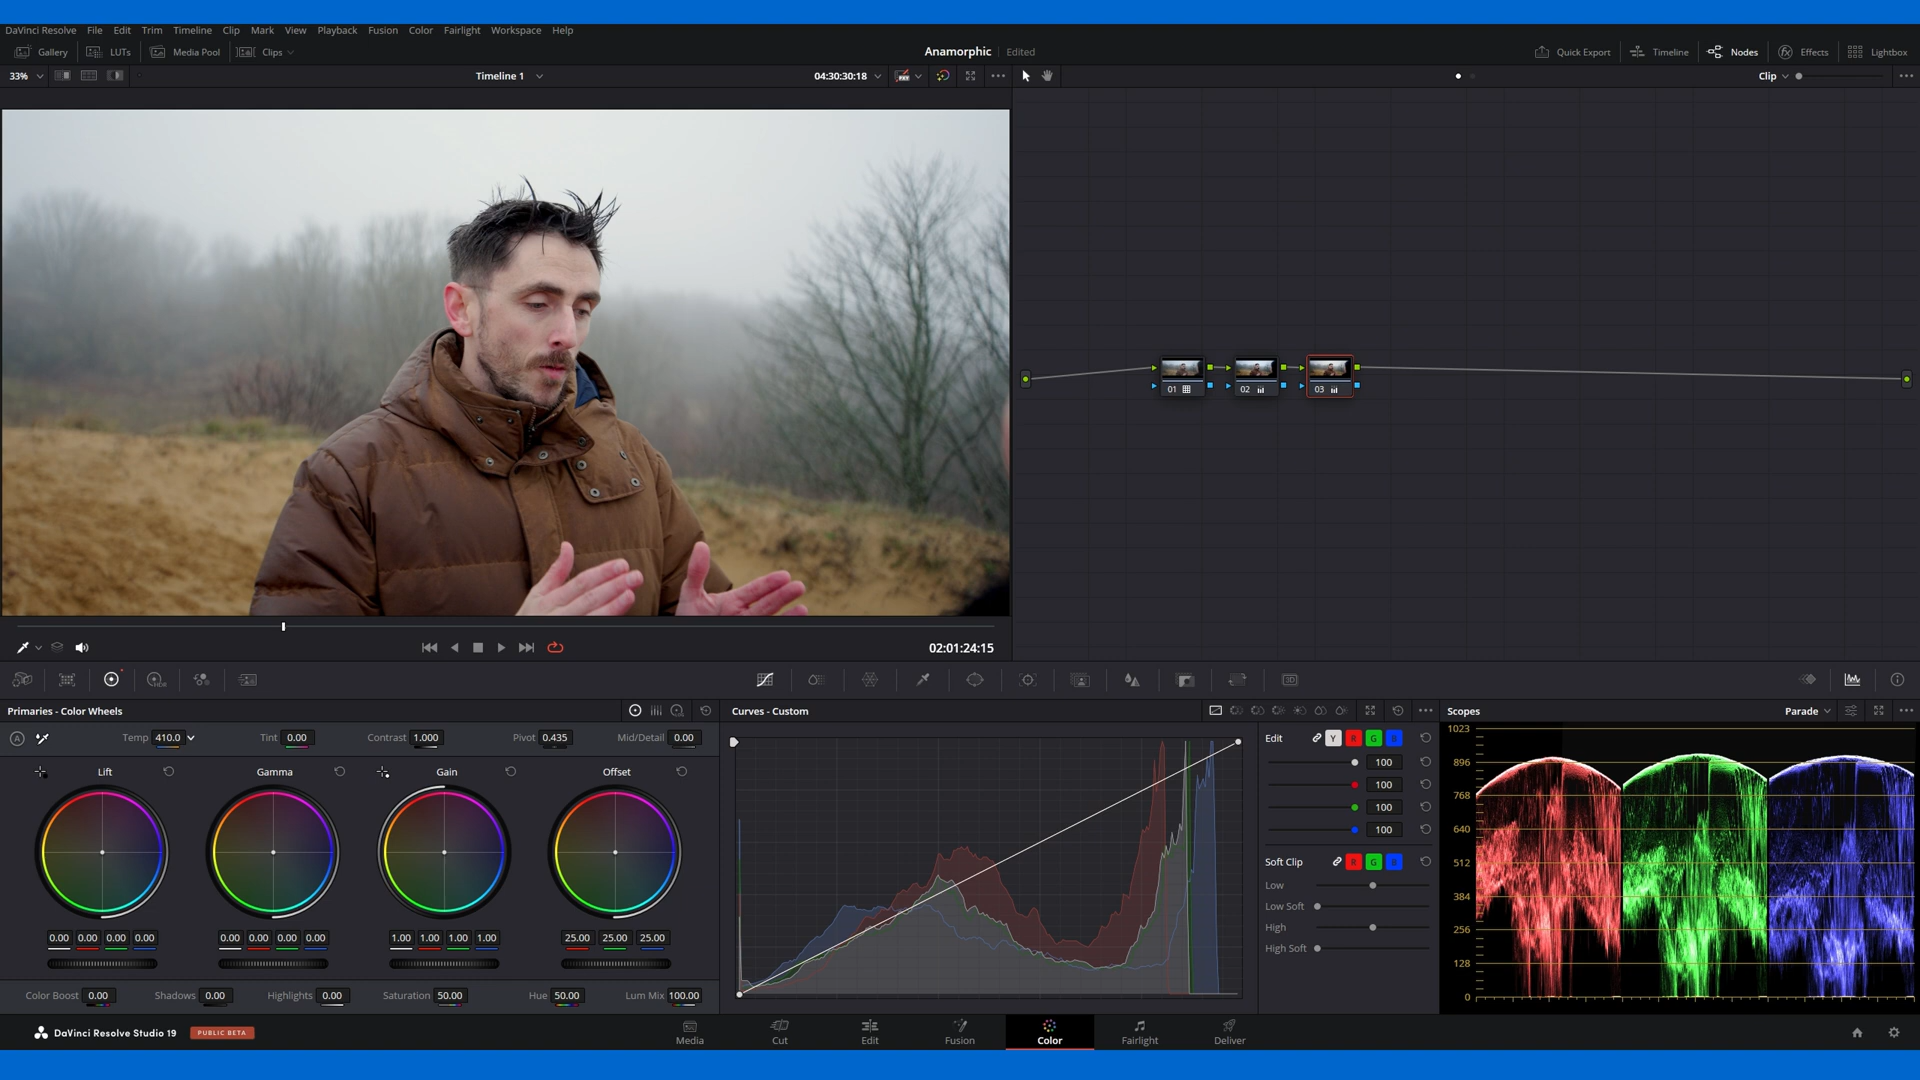 DaVinci Resolve File Edit Trim Timeline Clip Mark View Playback Fusion Color Fairlight Workspace Help
Gallery LUTs Media Pool Clips Anamorphic Edited Quick Export Timeline Nodes Effects Lightbox
33% Timeline 1 04:30:30:18 Clip
01 02 03
02:01:24:15
HDR 3D
Primaries - Color Wheels Curves - Custom Scopes Parade
Temp 410.0 Tint 0.00 Contrast 1.000 Pivot 0.435 Mid/Detail 0.00
A
Lift Gamma Gain Offset
0.00 0.00 0.00 0.00 0.00 0.00 0.00 0.00 1.00 1.00 1.00 1.00 25.00 25.00 25.00
Color Boost 0.00 Shadows 0.00 Highlights 0.00 Saturation 50.00 Hue 50.00 Lum Mix 100.00
Edit Y R G B
100
100
100
100
Soft Clip R G B
Low
Low Soft
High
High Soft
1023
896
768
640
512
384
256
128
0
DaVinci Resolve Studio 19 PUBLIC BETA
Media Cut Edit Fusion Color Fairlight Deliver